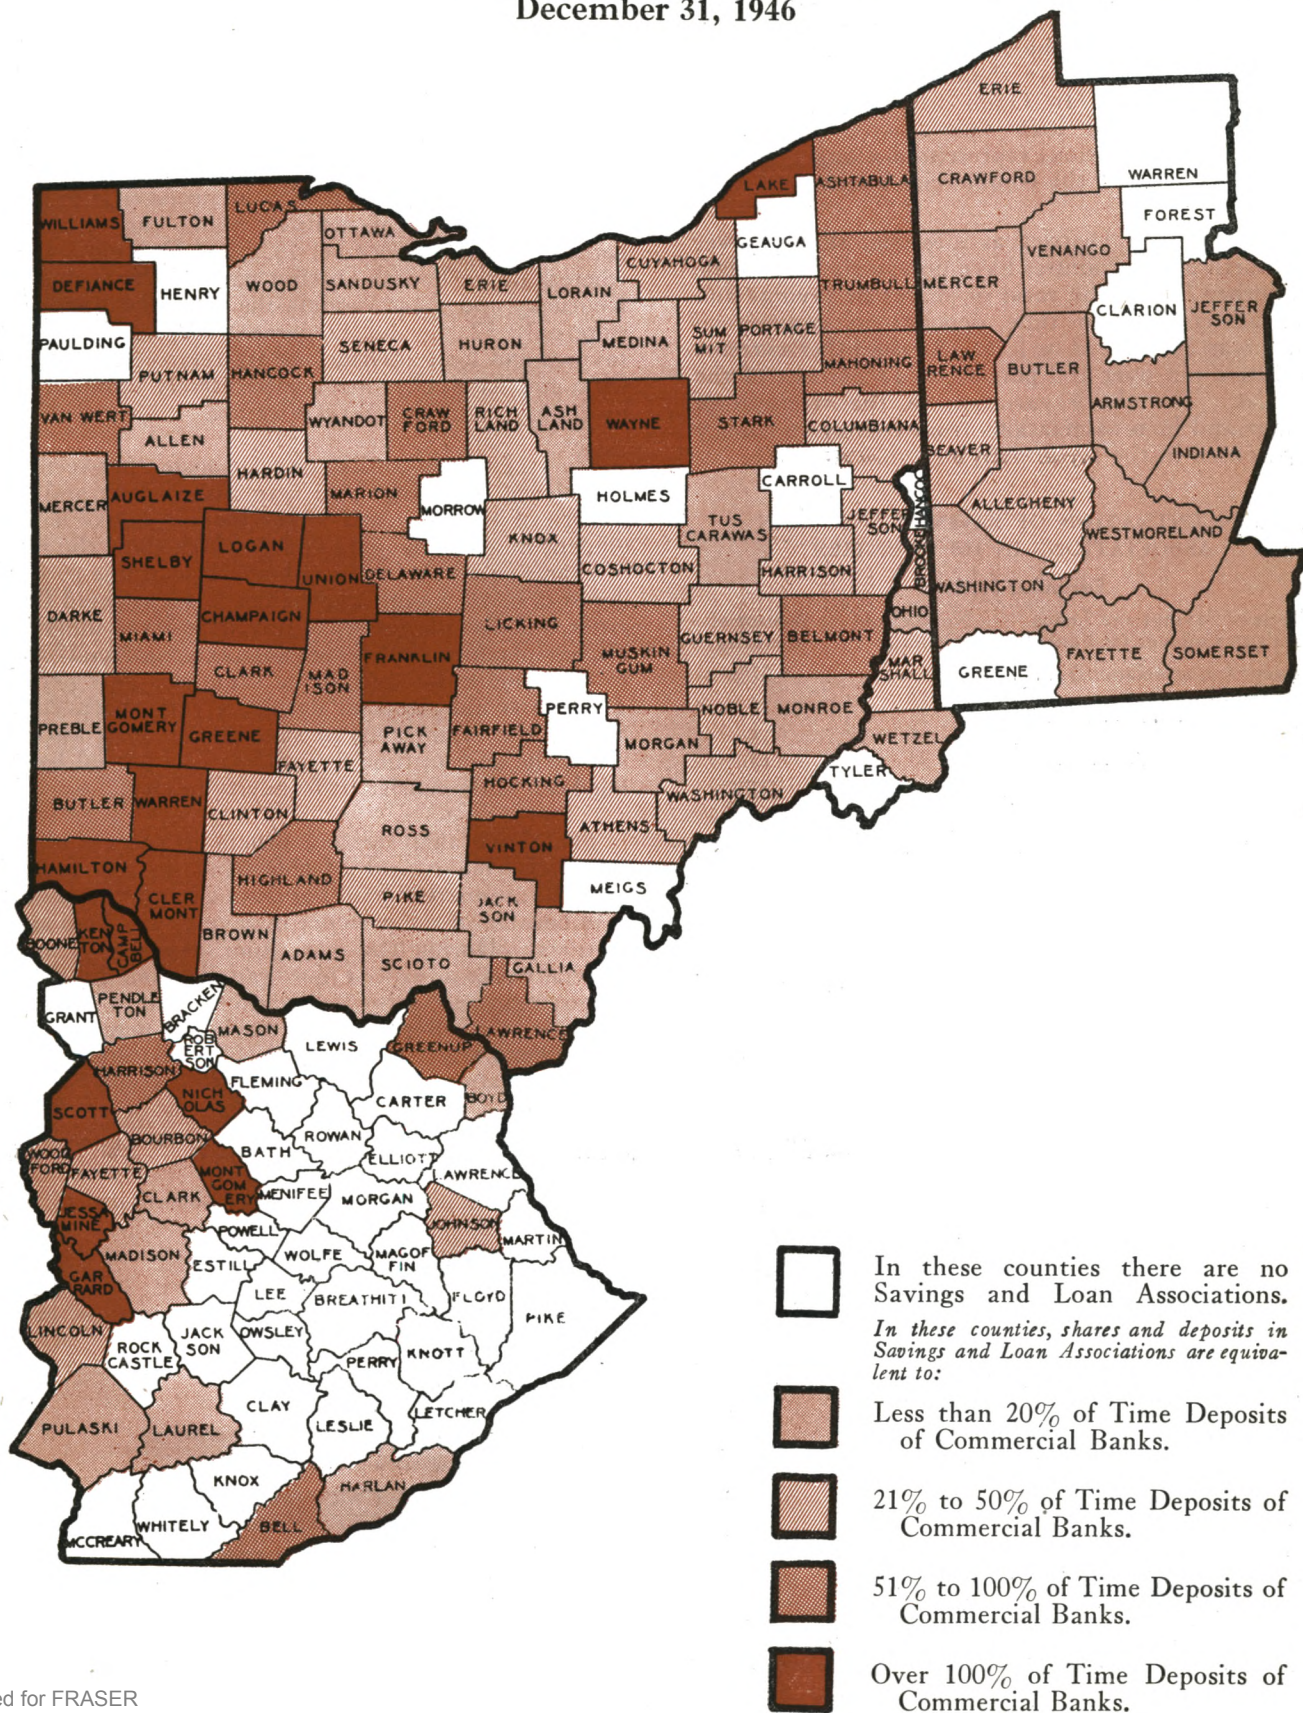 December 31, 1946
ERIE
WARREN
CRAWFORD
FOREST
VENANGO
MERCER
CLARION
JEFFER
SON
LAW
RENCE
BUTLER
ARMSTRONG
INDIANA
BEAVER
ALLEGHENY
WESTMORELAND
WASHINGTON
GREENE
FAYETTE
SOMERSET
HANCO
BROOKE
OHIO
MAR
SHALL
WETZEL
TYLER
WILLIAMS
FULTON
LUCAS
OTTAWA
LAKE
ASHTABULA
GEAUGA
CUYAHOGA
DEFIANCE
HENRY
WOOD
SANDUSKY
ERIE
LORAIN
TRUMBULL
PAULDING
PUTNAM
HANCOCK
SENECA
HURON
MEDINA
SUM
MIT
PORTAGE
MAHONING
VAN WERT
ALLEN
WYANDOT
CRAW
FORD
RICH
LAND
ASH
LAND
WAYNE
STARK
COLUMBIANA
MERCER
AUGLAIZE
HARDIN
MARION
MORROW
HOLMES
CARROLL
JEFFER
SON
SHELBY
LOGAN
UNION
DELAWARE
KNOX
COSHOCTON
TUS
CARAWAS
HARRISON
DARKE
MIAMI
CHAMPAIGN
CLARK
MAD
ISON
FRANKLIN
LICKING
MUSKIN
GUM
GUERNSEY
BELMONT
PREBLE
MONT
GOMERY
GREENE
FAYETTE
PICK
AWAY
FAIRFIELD
PERRY
MORGAN
NOBLE
MONROE
BUTLER
WARREN
CLINTON
ROSS
HOCKING
ATHENS
WASHINGTON
HAMILTON
CLER
MONT
HIGHLAND
PIKE
VINTON
JACK
SON
MEIGS
BROWN
ADAMS
SCIOTO
GALLIA
LAWRENCE
BOONE
KEN
TON
CAMP
BELL
GRANT
PENDLE
TON
BRACKEN
ROB
ERT
SON
MASON
LEWIS
GREENUP
HARRISON
FLEMING
CARTER
BOYD
SCOTT
NICH
OLAS
BOURBON
BATH
ROWAN
ELLIOTT
LAWRENCE
WOOD
FORD
FAYETTE
CLARK
MONT
GOM
ERY
MENIFEE
MORGAN
JOHNSON
MARTIN
JESSA
MINE
MADISON
POWELL
ESTILL
WOLFE
MAGOF
FIN
GAR
RARD
LEE
BREATHITT
FLOYD
PIKE
LINCOLN
ROCK
CASTLE
JACK
SON
OWSLEY
PERRY
KNOTT
PULASKI
LAUREL
CLAY
LESLIE
LETCHER
KNOX
HARLAN
MCCREARY
WHITELY
BELL
In these counties there are no
Savings and Loan Associations.
In these counties, shares and deposits in
Savings and Loan Associations are equiva-
lent to:
Less than 20% of Time Deposits
of Commercial Banks.
21% to 50% of Time Deposits of
Commercial Banks.
51% to 100% of Time Deposits of
Commercial Banks.
Over 100% of Time Deposits of
Commercial Banks.
ed for FRASER